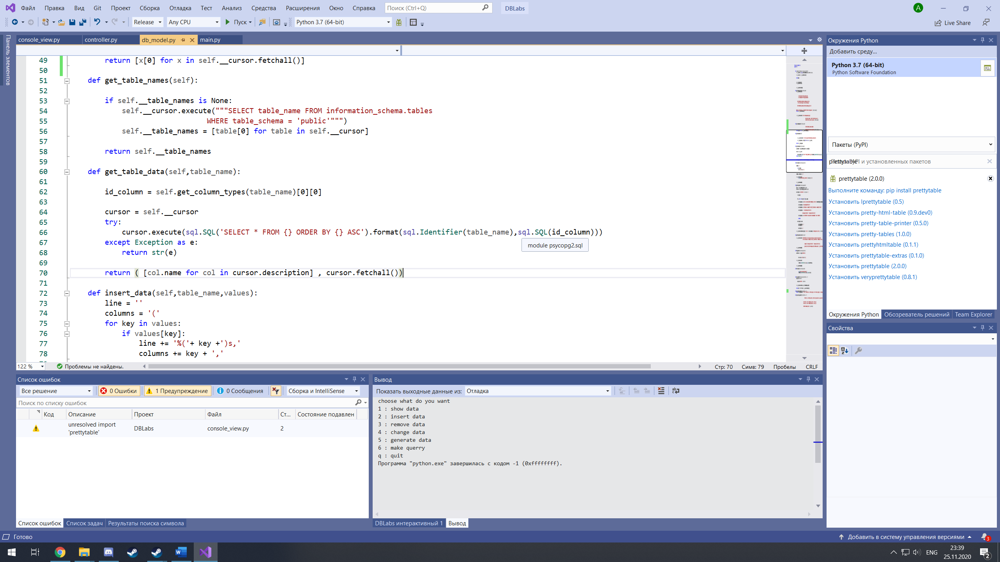 Файл Правка Вид Git Проект Сборка Отладка Тест Анализ Средства Расширения Окно Справка Поиск (Ctrl+Q) DBLabs A
Release Any CPU Пуск Python 3.7 (64-bit) Live Share
Панель элементов
console_view.py controller.py db_model.py main.py
49 return [x[0] for x in self.__cursor.fetchall()]
50
51 def get_table_names(self):
52
53 if self.__table_names is None:
54 self.__cursor.execute("""SELECT table_name FROM information_schema.tables
55 WHERE table_schema = 'public'""")
56 self.__table_names = [table[0] for table in self.__cursor]
57
58 return self.__table_names
59
60 def get_table_data(self,table_name):
61
62 id_column = self.get_column_types(table_name)[0][0]
63
64 cursor = self.__cursor
65 try:
66 cursor.execute(sql.SQL('SELECT * FROM {} ORDER BY {} ASC').format(sql.Identifier(table_name),sql.SQL(id_column)))
67 except Exception as e:
module psycopg2.sql
68 return str(e)
69
70 return ( [col.name for col in cursor.description] , cursor.fetchall())
71
72 def insert_data(self,table_name,values):
73 line = ''
74 columns = '('
75 for key in values:
76 if values[key]:
77 line += '%('+ key +')s,'
78 columns += key + ','
122 % Проблемы не найдены. Стр: 70 Симв: 79 Пробелы CRLF
Окружения Python
Добавить среду...
Python 3.7 (64-bit)
Python Software Foundation
Пакеты (PyPI)
prettytable и установленных пакетов
prettytable (2.0.0)
Выполните команду: pip install prettytable
Установить lprettytable (0.5)
Установить pretty-html-table (0.9.dev0)
Установить pretty-table-printer (0.5.0)
Установить pretty-tables (1.0.0)
Установить prettyhtmltable (0.1.1)
Установить prettytable-extras (0.1.0)
Установить prettytable (2.0.0)
Установить veryprettytable (0.8.1)
Окружения Python Обозреватель решений Team Explorer
Свойства
Список ошибок
Все решение 0 Ошибки 1 Предупреждение 0 Сообщения Сборка и IntelliSense
Поиск по списку ошибок
Код Описание Проект Файл Ст... Состояние подавлен
unresolved import
'prettytable' DBLabs console_view.py 2
Список ошибок Список задач Результаты поиска символа
Вывод
Показать выходные данные из: Отладка
choose what do you want
1 : show data
2 : insert data
3 : remove data
4 : change data
5 : generate data
6 : make querry
q : quit
Программа "python.exe" завершилась с кодом -1 (0xffffffff).
DBLabs интерактивный 1 Вывод
Готово Добавить в систему управления версиями 3
ENG 23:39
25.11.2020 2